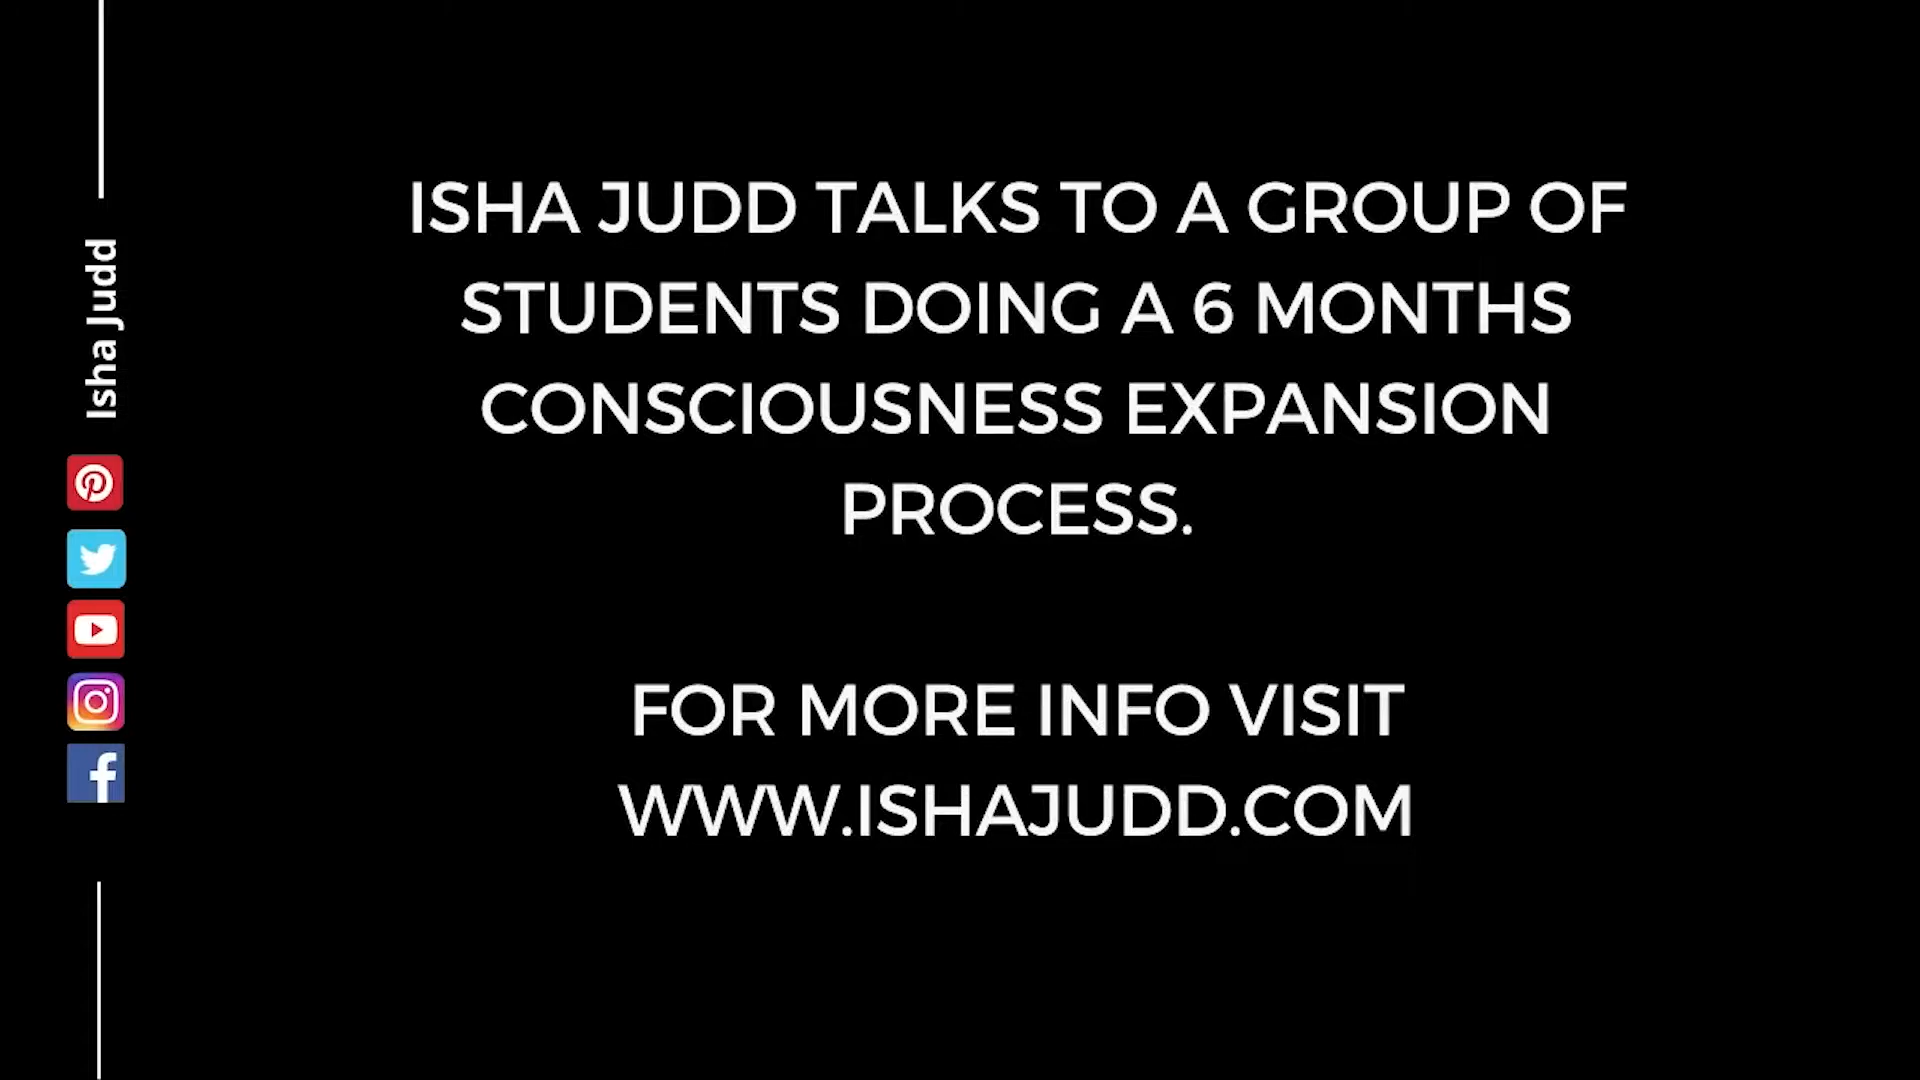 Isha Judd
ISHA JUDD TALKS TO A GROUP OF
STUDENTS DOING A 6 MONTHS
CONSCIOUSNESS EXPANSION
PROCESS.
FOR MORE INFO VISIT
WWW.ISHAJUDD.COM